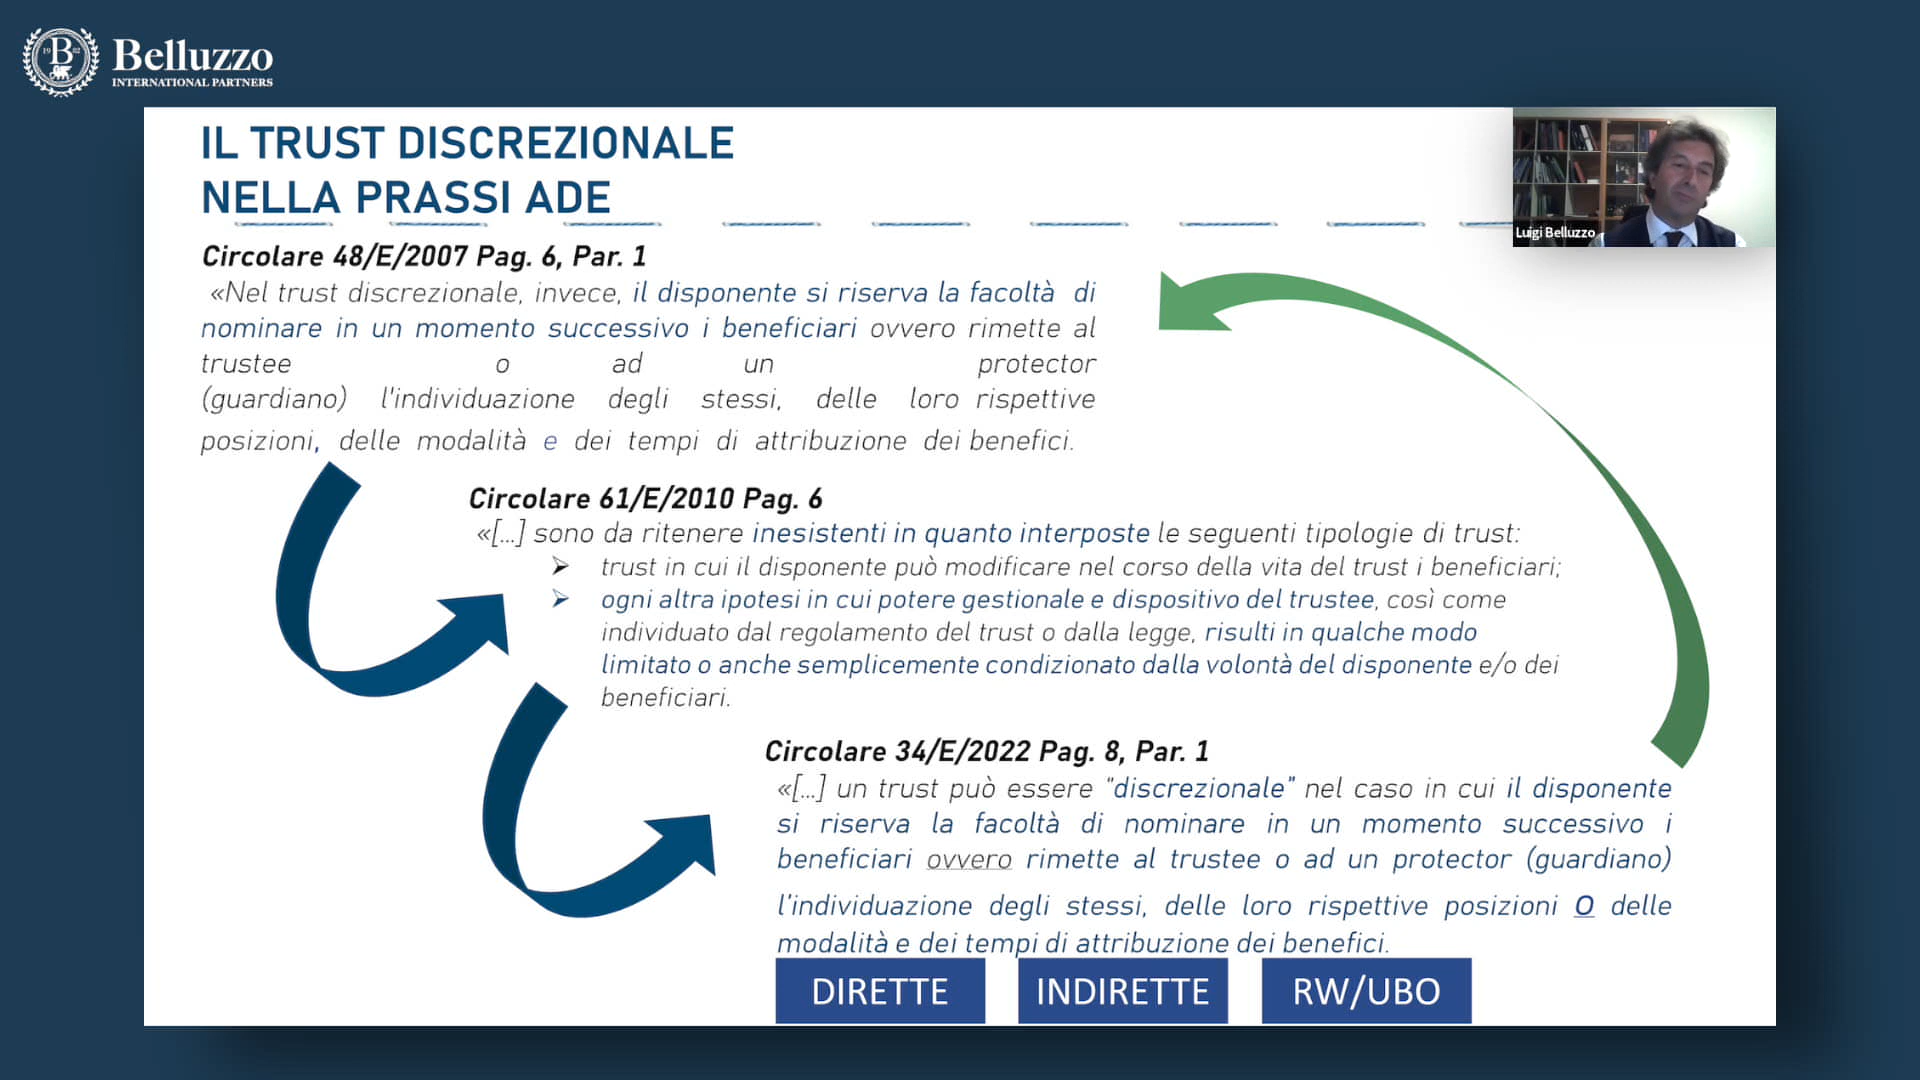 1982
B
Belluzzo
INTERNATIONAL PARTNERS
IL TRUST DISCREZIONALE
NELLA PRASSI ADE
Luigi Belluzzo
Circolare 48/E/2007 Pag. 6, Par. 1
«Nel trust discrezionale, invece, il disponente si riserva la facoltà di
nominare in un momento successivo i beneficiari ovvero rimette al
trustee o ad un protector
(guardiano) l'individuazione degli stessi, delle loro rispettive
posizioni, delle modalità e dei tempi di attribuzione dei benefici.
Circolare 61/E/2010 Pag. 6
«[...] sono da ritenere inesistenti in quanto interposte le seguenti tipologie di trust:
➢ trust in cui il disponente può modificare nel corso della vita del trust i beneficiari;
➢ ogni altra ipotesi in cui potere gestionale e dispositivo del trustee, così come
individuato dal regolamento del trust o dalla legge, risulti in qualche modo
limitato o anche semplicemente condizionato dalla volontà del disponente e/o dei
beneficiari.
Circolare 34/E/2022 Pag. 8, Par. 1
«[...] un trust può essere "discrezionale" nel caso in cui il disponente
si riserva la facoltà di nominare in un momento successivo i
beneficiari ovvero rimette al trustee o ad un protector (guardiano)
l'individuazione degli stessi, delle loro rispettive posizioni O delle
modalità e dei tempi di attribuzione dei benefici.
DIRETTE
INDIRETTE
RW/UBO